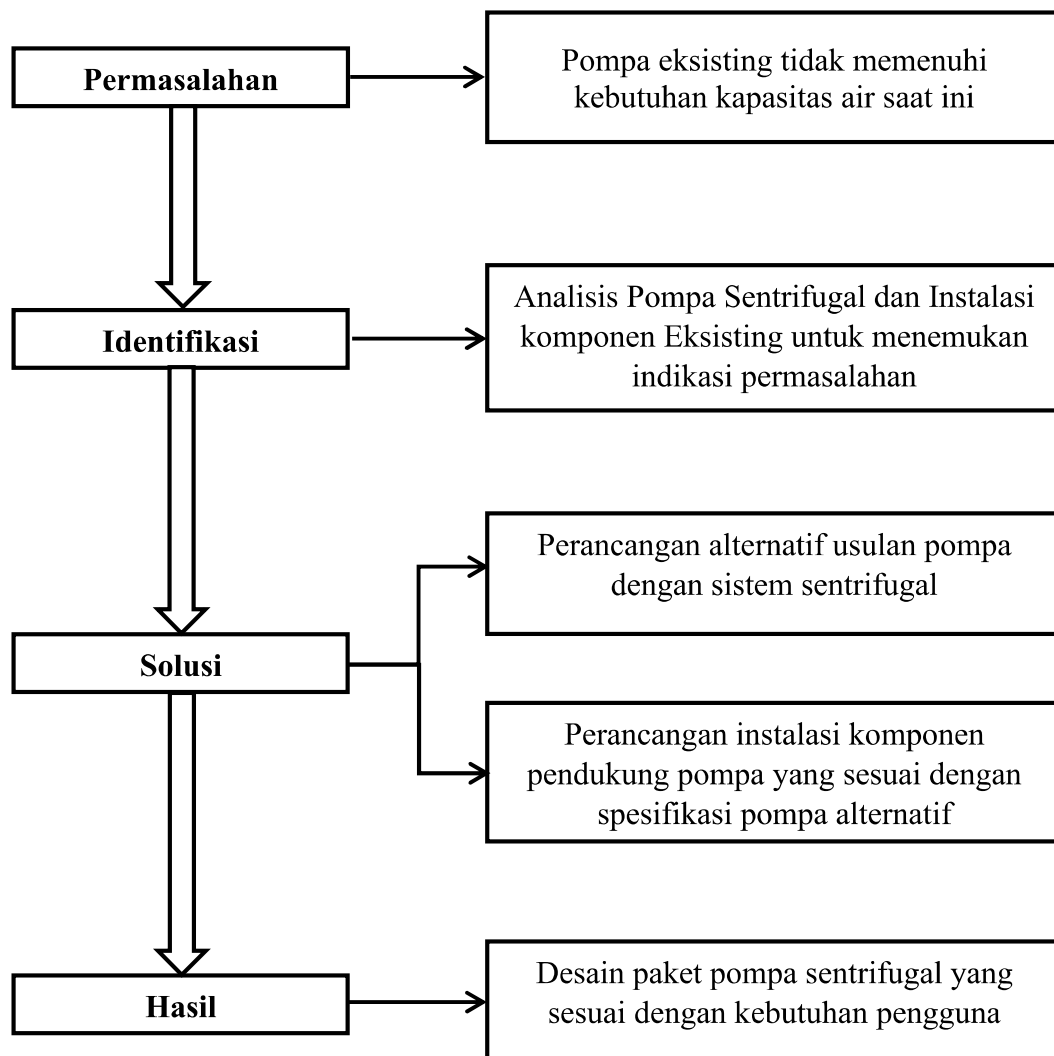 Permasalahan
Pompa eksisting tidak memenuhi
kebutuhan kapasitas air saat ini
Identifikasi
Analisis Pompa Sentrifugal dan Instalasi
komponen Eksisting untuk menemukan
indikasi permasalahan
Solusi
Perancangan alternatif usulan pompa
dengan sistem sentrifugal
Perancangan instalasi komponen
pendukung pompa yang sesuai dengan
spesifikasi pompa alternatif
Hasil
Desain paket pompa sentrifugal yang
sesuai dengan kebutuhan pengguna